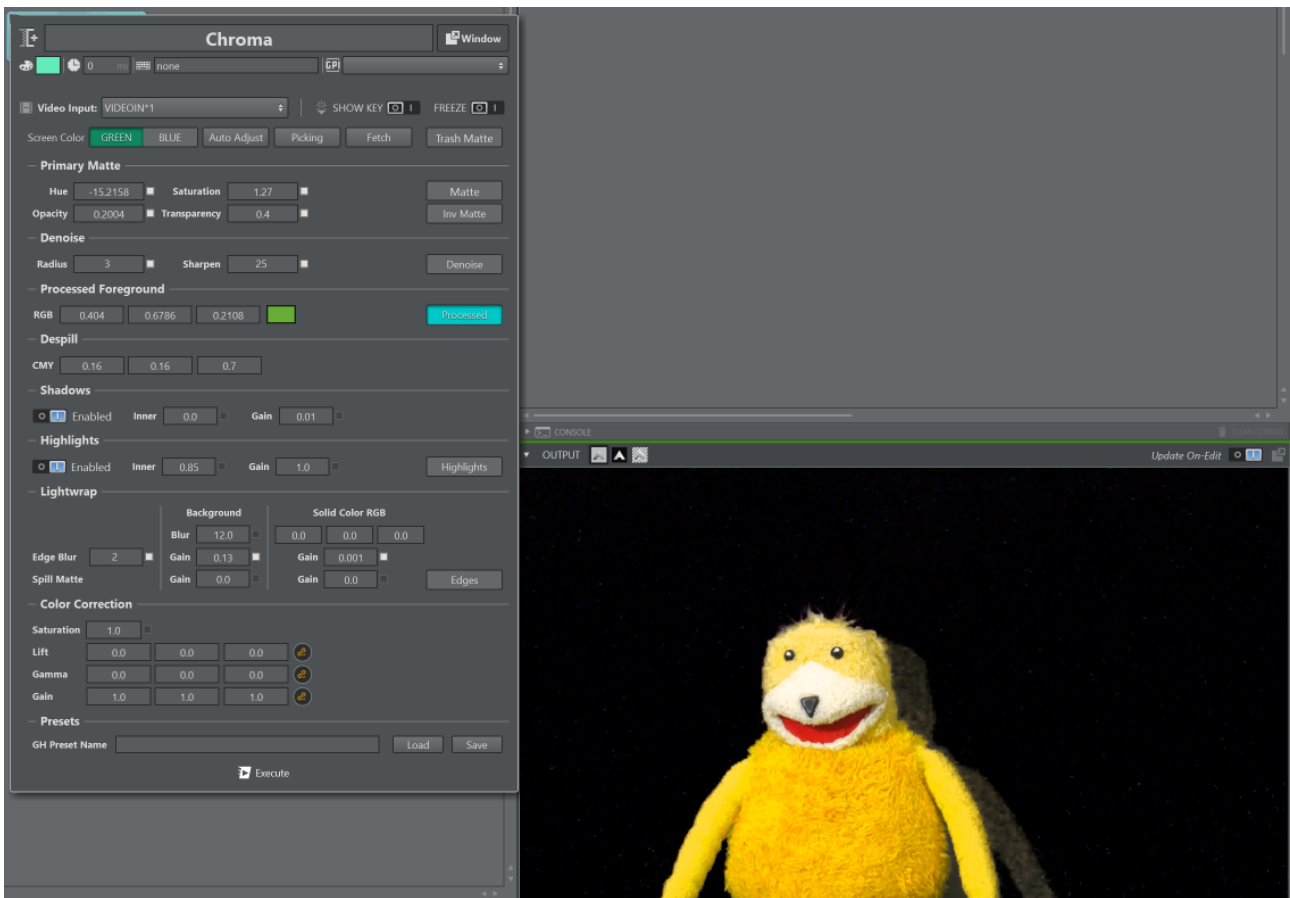 Chroma
Window
0 ms none GPI
Video Input: VIDEOIN*1 SHOW KEY FREEZE
Screen Color GREEN BLUE Auto Adjust Picking Fetch Trash Matte
Primary Matte
Hue -15.2158 Saturation 1.27 Matte
Opacity 0.2004 Transparency 0.4 Inv Matte
Denoise
Radius 3 Sharpen 25 Denoise
Processed Foreground
RGB 0.404 0.6786 0.2108 Processed
Despill
CMY 0.16 0.16 0.7
Shadows
Enabled Inner 0.0 Gain 0.01
Highlights
Enabled Inner 0.85 Gain 1.0 Highlights
Lightwrap
Background Solid Color RGB
Blur 12.0 0.0 0.0 0.0
Edge Blur 2 Gain 0.13 Gain 0.001
Spill Matte Gain 0.0 Gain 0.0 Edges
Color Correction
Saturation 1.0
Lift 0.0 0.0 0.0
Gamma 0.0 0.0 0.0
Gain 1.0 1.0 1.0
Presets
GH Preset Name Load Save
Execute
CONSOLE
OUTPUT Update On-Edit